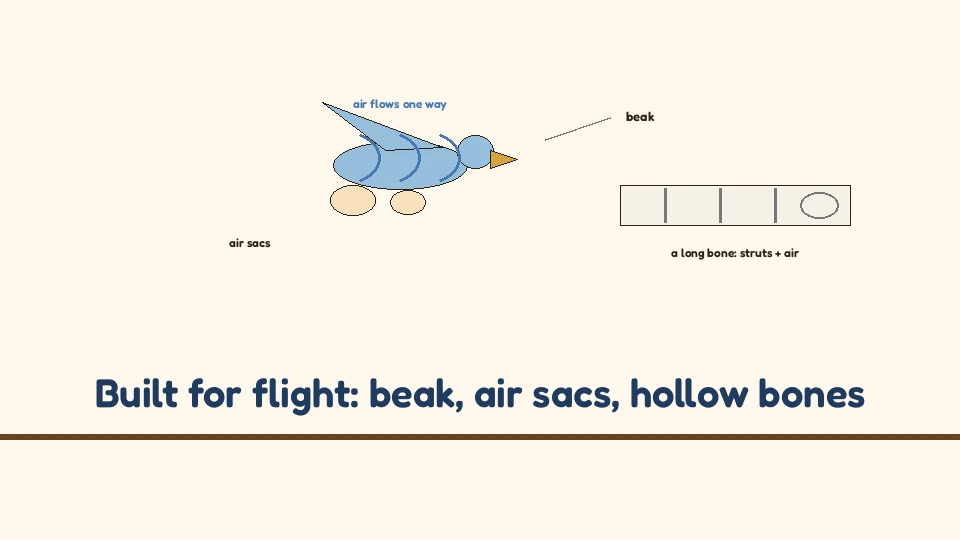 air flows one way
beak
air sacs
a long bone: struts + air
Built for flight: beak, air sacs, hollow bones